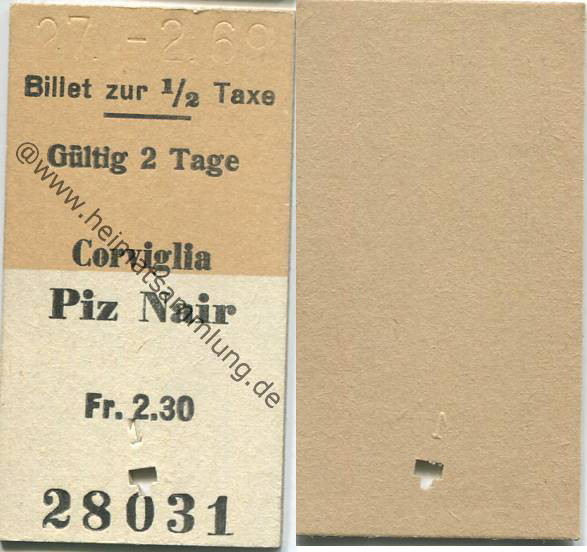 27. -2.69
Billet zur 1/2 Taxe
Gültig 2 Tage
Corviglia
Piz Nair
Fr. 2.30
28031
@www.heimatsammlung.de